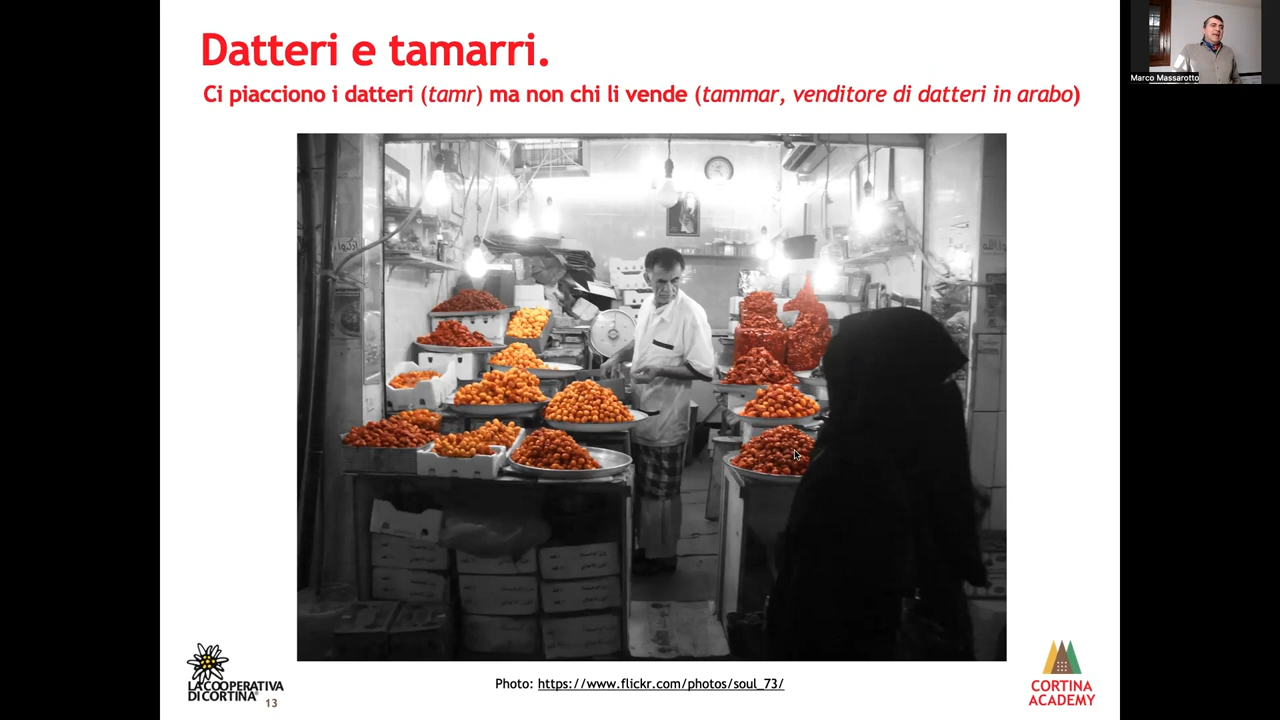 Datteri e tamarri.
Ci piacciono i datteri (tamr) ma non chi li vende (tammar, venditore di datteri in arabo)
Marco Massarotto
LA COOPERATIVA
DI CORTINA
13
Photo: https://www.flickr.com/photos/soul_73/
CORTINA
ACADEMY